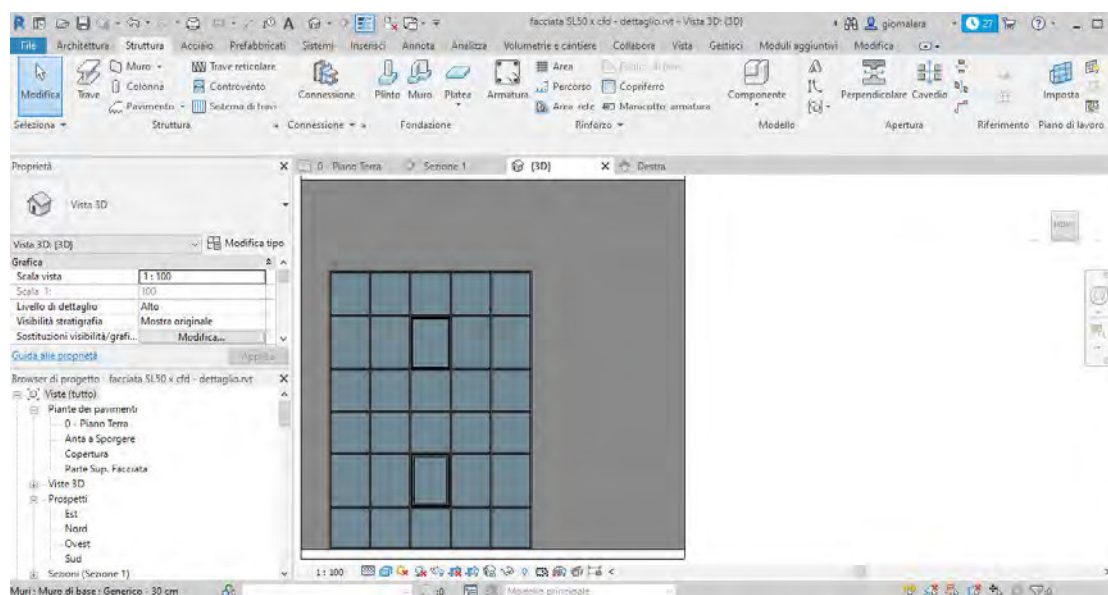 facciata SL50 x cfd - dettaglio.rvt - Vista 3D: {3D}
giomalera
27
File Architettura Struttura Acciaio Prefabbricati Sistemi Inserisci Annota Analizza Volumetrie e cantiere Collabora Vista Gestisci Moduli aggiuntivi Modifica
Muro Trave reticolare Area
Colonna Controvento Percorso Copriferro
Modifica Trave Connessione Plinto Muro Platea Armatura Componente Perpendicolare Cavedio Imposta
Pavimento Sistema di travi Area rete Manicotto armatura
Seleziona Struttura Connessione Fondazione Rinforzo Modello Apertura Riferimento Piano di lavoro
Proprietà
0 - Piano Terra Sezione 1 {3D} Destra
Vista 3D
Vista 3D: {3D} Modifica tipo
Grafica
Scala vista 1 : 100
Scala 1: 100
Livello di dettaglio Alto
Visibilità stratigrafia Mostra originale
Sostituzioni visibilità/grafi... Modifica...
Guida alle proprietà Applica
Browser di progetto - facciata SL50 x cfd - dettaglio.rvt
Viste (tutto)
Piante dei pavimenti
0 - Piano Terra
Anta a Sporgere
Copertura
Parte Sup. Facciata
Viste 3D
Prospetti
Est
Nord
Ovest
Sud
Sezioni (Sezione 1)
1 : 100
Muri : Muro di base : Generico - 30 cm
:0
Modello principale